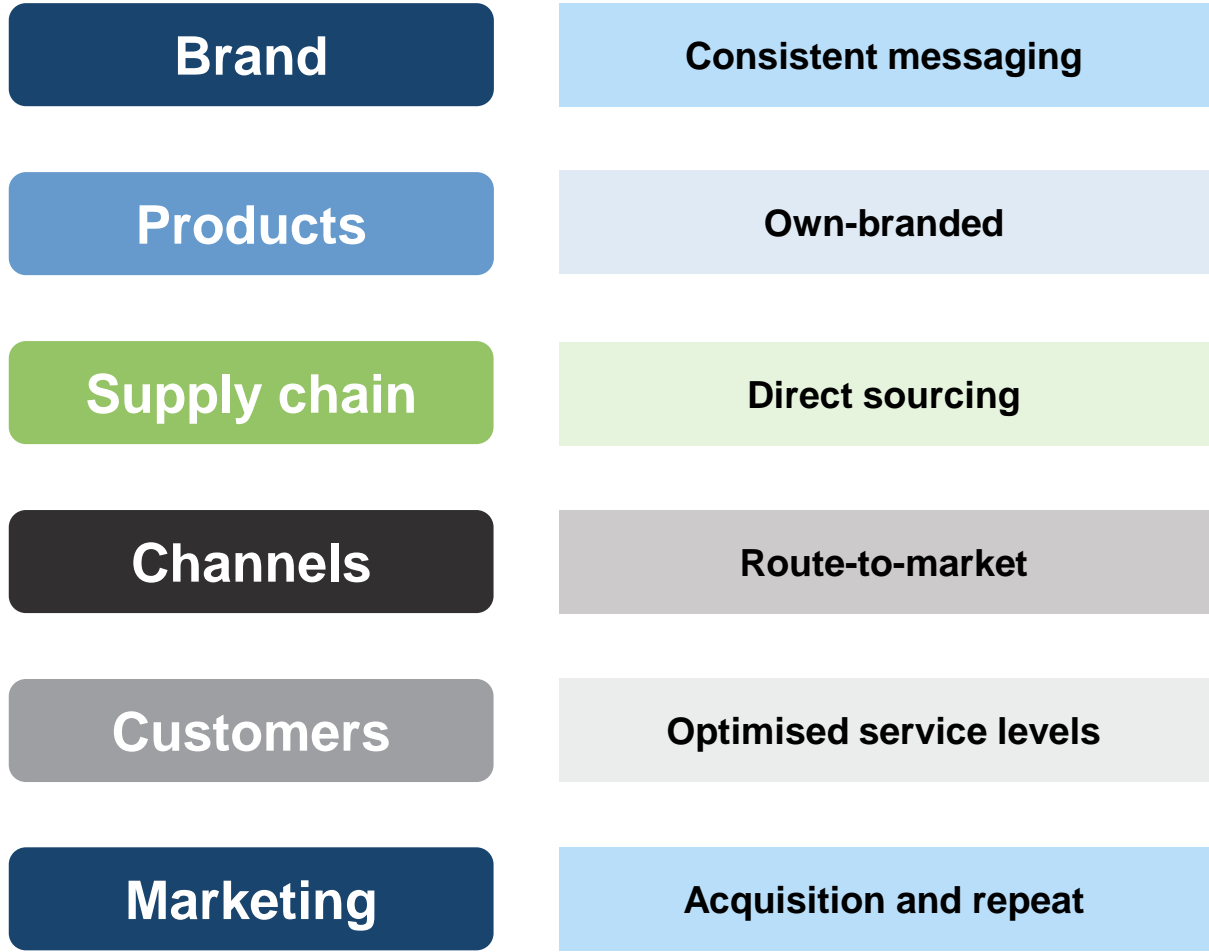 Brand
Consistent messaging
Products
Own-branded
Supply chain
Direct sourcing
Channels
Route-to-market
Customers
Optimised service levels
Marketing
Acquisition and repeat